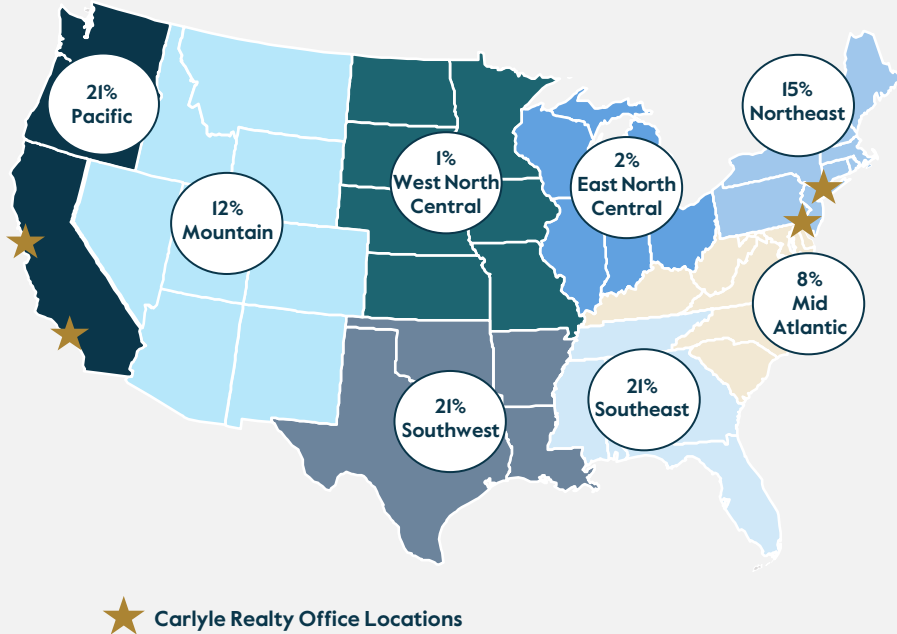 21%
Pacific
12%
Mountain
1%
West North
Central
2%
East North
Central
15%
Northeast
8%
Mid
Atlantic
21%
Southwest
21%
Southeast
Carlyle Realty Office Locations